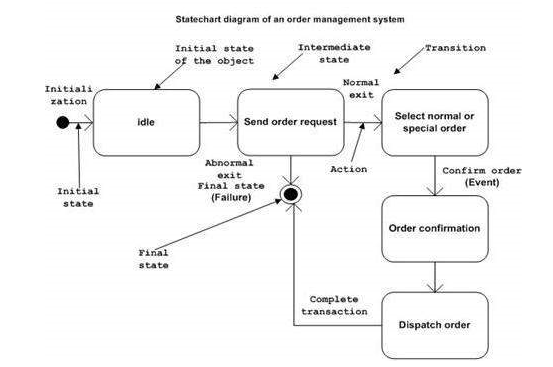 Statechart diagram of an order management system
Initial state
of the object
Intermediate
state
Transition
Initiali
zation
Normal
exit
idle
Send order request
Select normal or
special order
Action
Initial
state
Abnormal
exit
Final state
(Failure)
Confirm order
(Event)
Order confirmation
Final
state
Complete
transaction
Dispatch order